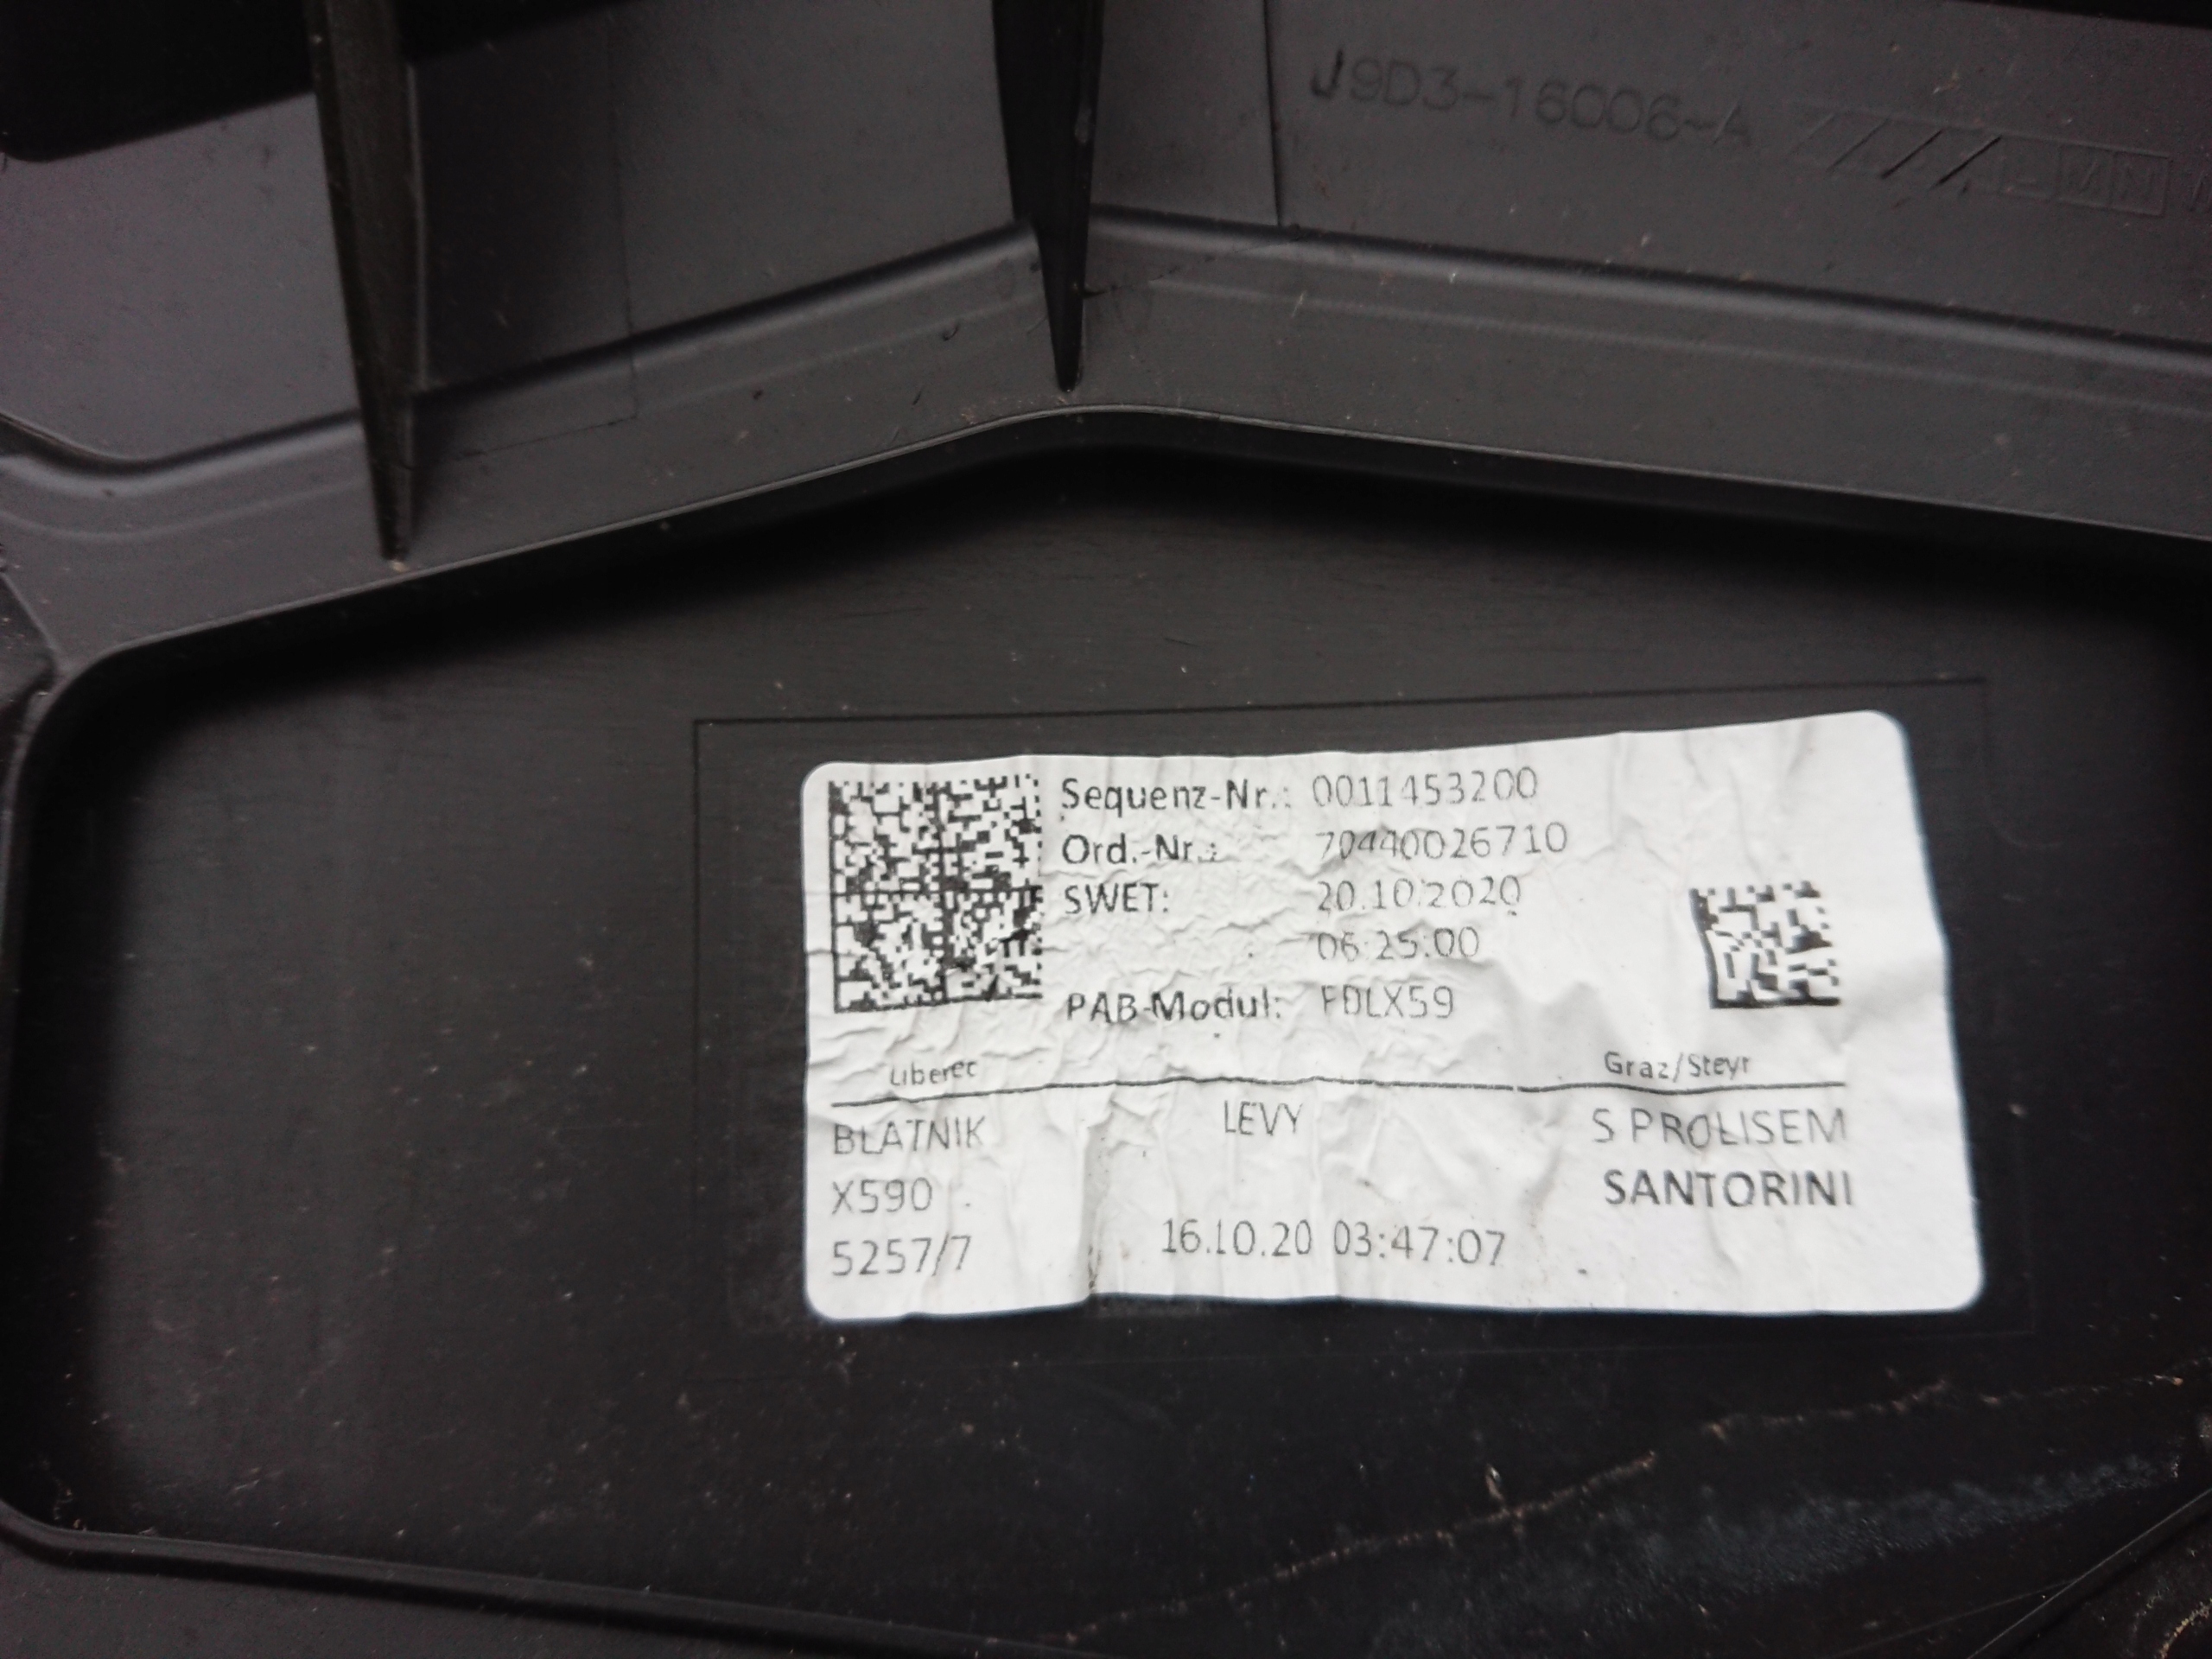 J9D3-16006-A
Sequenz-Nr.: 0011453200
Ord.-Nr.: 70440026710
SWET: 20.10.2020
06:25:00
PAB-Modul: FDLX59
Liberec Graz/Steyr
BLATNIK LEVY S PROLISEM
X590 SANTORINI
5257/7 16.10.20 03:47:07